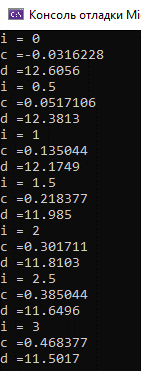 C:\ Консоль отладки Mi
i = 0
c =-0.0316228
d =12.6056
i = 0.5
c =0.0517106
d =12.3813
i = 1
c =0.135044
d =12.1749
i = 1.5
c =0.218377
d =11.985
i = 2
c =0.301711
d =11.8103
i = 2.5
c =0.385044
d =11.6496
i = 3
c =0.468377
d =11.5017